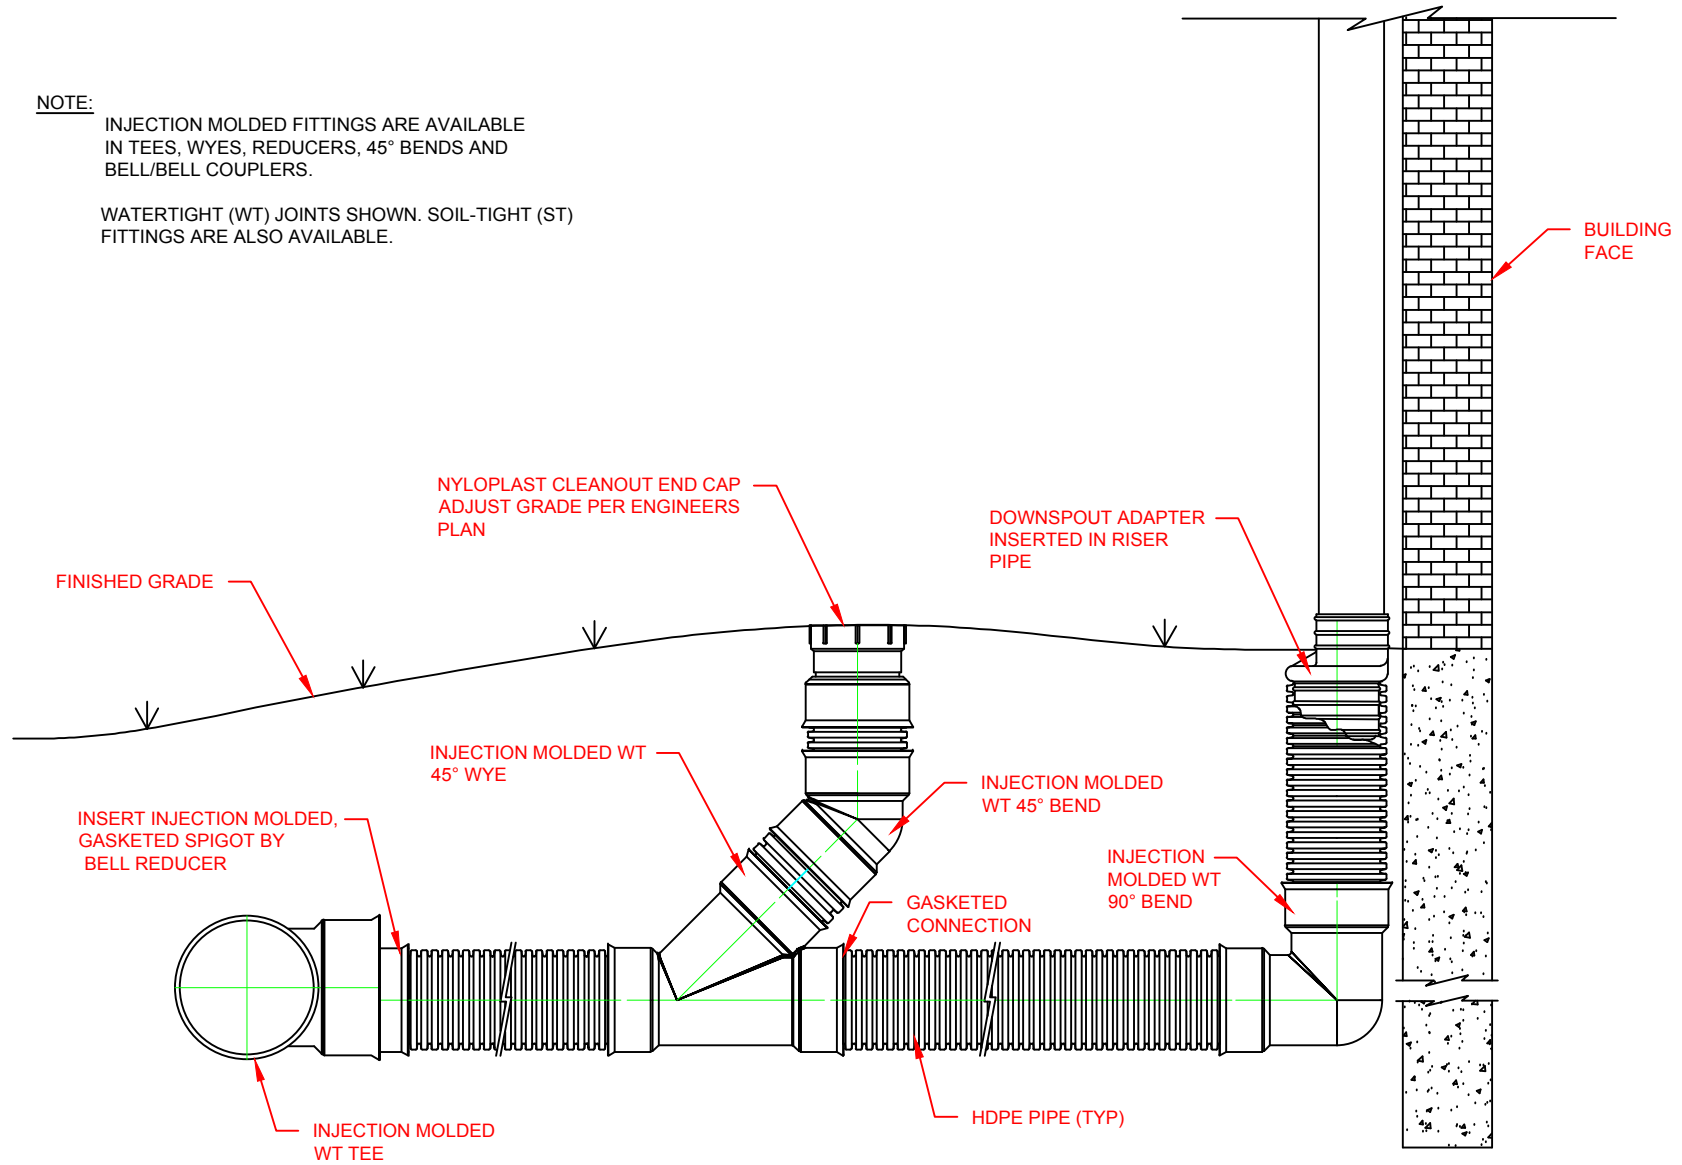 NOTE:
INJECTION MOLDED FITTINGS ARE AVAILABLE
IN TEES, WYES, REDUCERS, 45° BENDS AND
BELL/BELL COUPLERS.
WATERTIGHT (WT) JOINTS SHOWN. SOIL-TIGHT (ST)
FITTINGS ARE ALSO AVAILABLE.
BUILDING
FACE
NYLOPLAST CLEANOUT END CAP
ADJUST GRADE PER ENGINEERS
PLAN
DOWNSPOUT ADAPTER
INSERTED IN RISER
PIPE
FINISHED GRADE
INJECTION MOLDED WT
45° WYE
INJECTION MOLDED
WT 45° BEND
INSERT INJECTION MOLDED,
GASKETED SPIGOT BY
BELL REDUCER
INJECTION
MOLDED WT
90° BEND
GASKETED
CONNECTION
HDPE PIPE (TYP)
INJECTION MOLDED
WT TEE